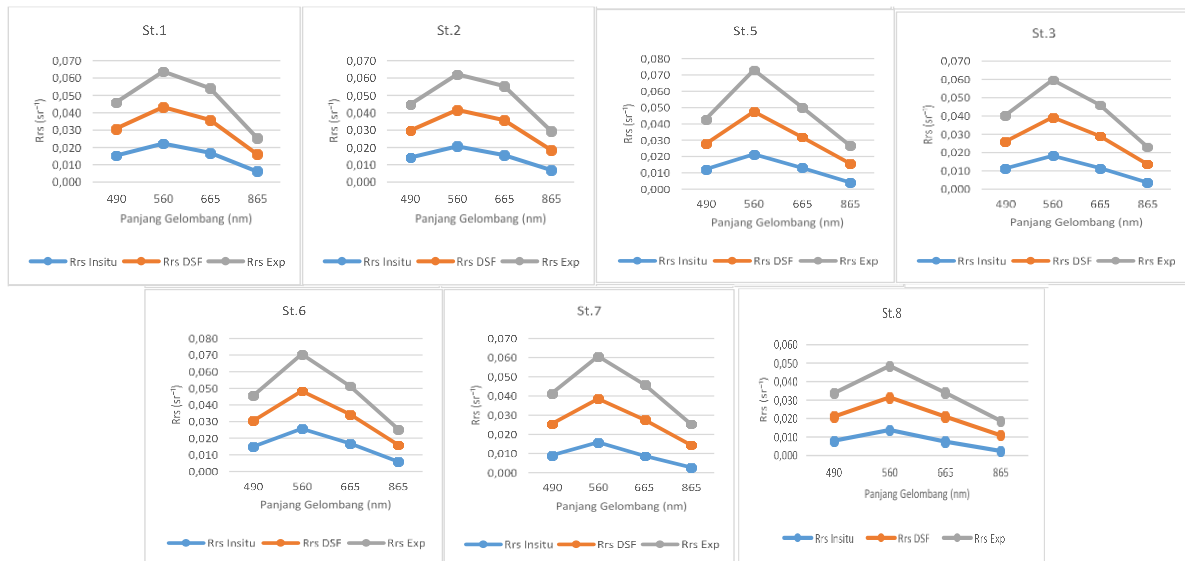 St.1
0,070
0,060
0,050
0,040
0,030
0,020
0,010
0,000
Rrs (sr⁻¹)
490 560 665 865
Panjang Gelombang (nm)
Rrs Insitu Rrs DSF Rrs Exp
St.2
0,070
0,060
0,050
0,040
0,030
0,020
0,010
0,000
Rrs (sr⁻¹)
490 560 665 865
Panjang Gelombang (nm)
Rrs Insitu Rrs DSF Rrs Exp
St.5
0,080
0,070
0,060
0,050
0,040
0,030
0,020
0,010
0,000
Rrs (sr⁻¹)
490 560 665 865
Panjang Gelombang (nm)
Rrs Insitu Rrs DSF Rrs Exp
St.3
0,070
0,060
0,050
0,040
0,030
0,020
0,010
0,000
Rrs (sr⁻¹)
490 560 665 865
Panjang Gelombang (nm)
Rrs Insitu Rrs DSF Rrs Exp
St.6
0,080
0,070
0,060
0,050
0,040
0,030
0,020
0,010
0,000
Rrs (sr⁻¹)
490 560 665 865
Panjang Gelombang (nm)
Rrs Insitu Rrs DSF Rrs Exp
St.7
0,070
0,060
0,050
0,040
0,030
0,020
0,010
0,000
Rrs (sr⁻¹)
490 560 665 865
Panjang Gelombang (nm)
Rrs Insitu Rrs DSF Rrs Exp
St.8
0,060
0,050
0,040
0,030
0,020
0,010
0,000
Rrs (sr⁻¹)
490 560 665 865
Panjang Gelombang (nm)
Rrs Insitu Rrs DSF Rrs Exp